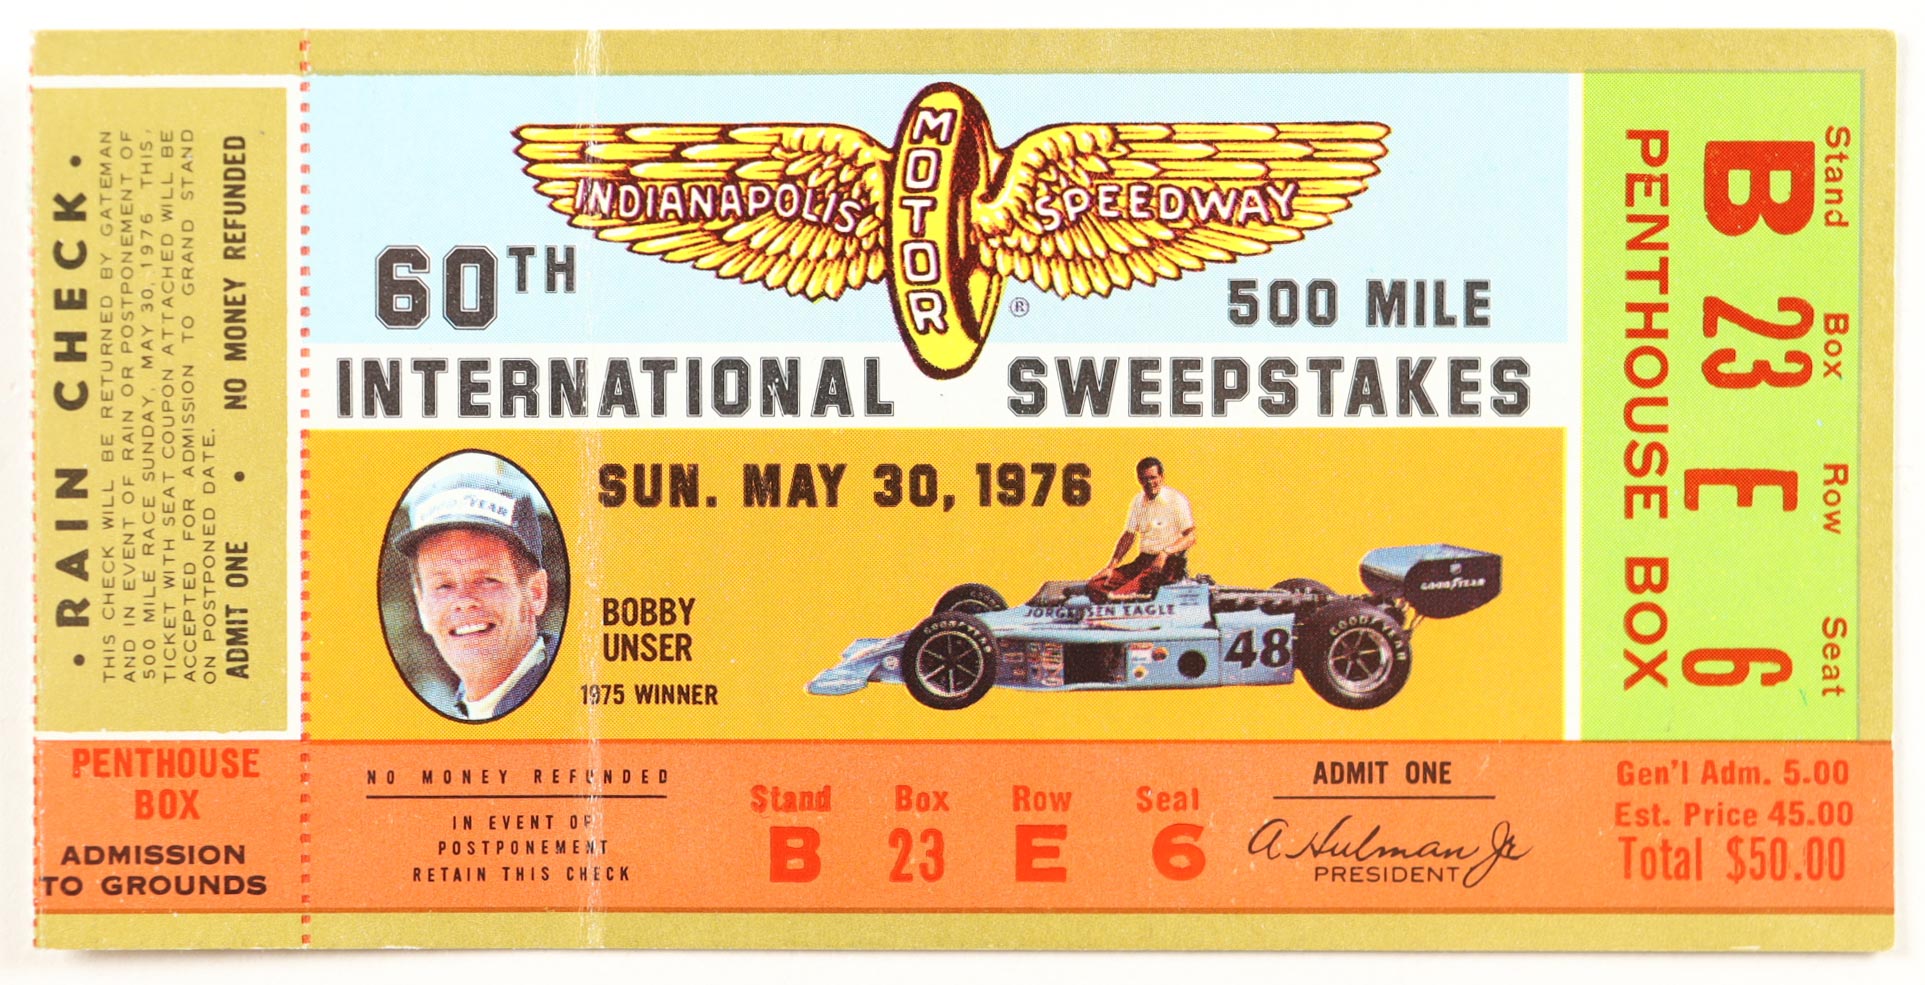 • RAIN CHECK •
THIS CHECK WILL BE RETURNED BY GATEMAN
AND IN EVENT OF RAIN OR POSTPONEMENT OF
500 MILE RACE SUNDAY, MAY 30, 1976 THIS,
TICKET WITH SEAT COUPON ATTACHED WILL BE
ACCEPTED FOR ADMISSION TO GRAND STAND
ON POSTPONED DATE.
ADMIT ONE • NO MONEY REFUNDED
PENTHOUSE
BOX
ADMISSION
TO GROUNDS
INDIANAPOLIS
MOTOR
SPEEDWAY
®
60TH
500 MILE
INTERNATIONAL SWEEPSTAKES
SUN. MAY 30, 1976
GOOD YEAR
BOBBY
UNSER
1975 WINNER
JORGENSEN EAGLE
48
GOODYEAR
GOODYEAR
GOODYEAR
NO MONEY REFUNDED
IN EVENT OF
POSTPONEMENT
RETAIN THIS CHECK
Stand Box Row Seat
B 23 E 6
ADMIT ONE
A Hulman Jr
PRESIDENT
Stand Box Row Seat
B 23 E 6
PENTHOUSE BOX
Gen'l Adm. 5.00
Est. Price 45.00
Total $50.00